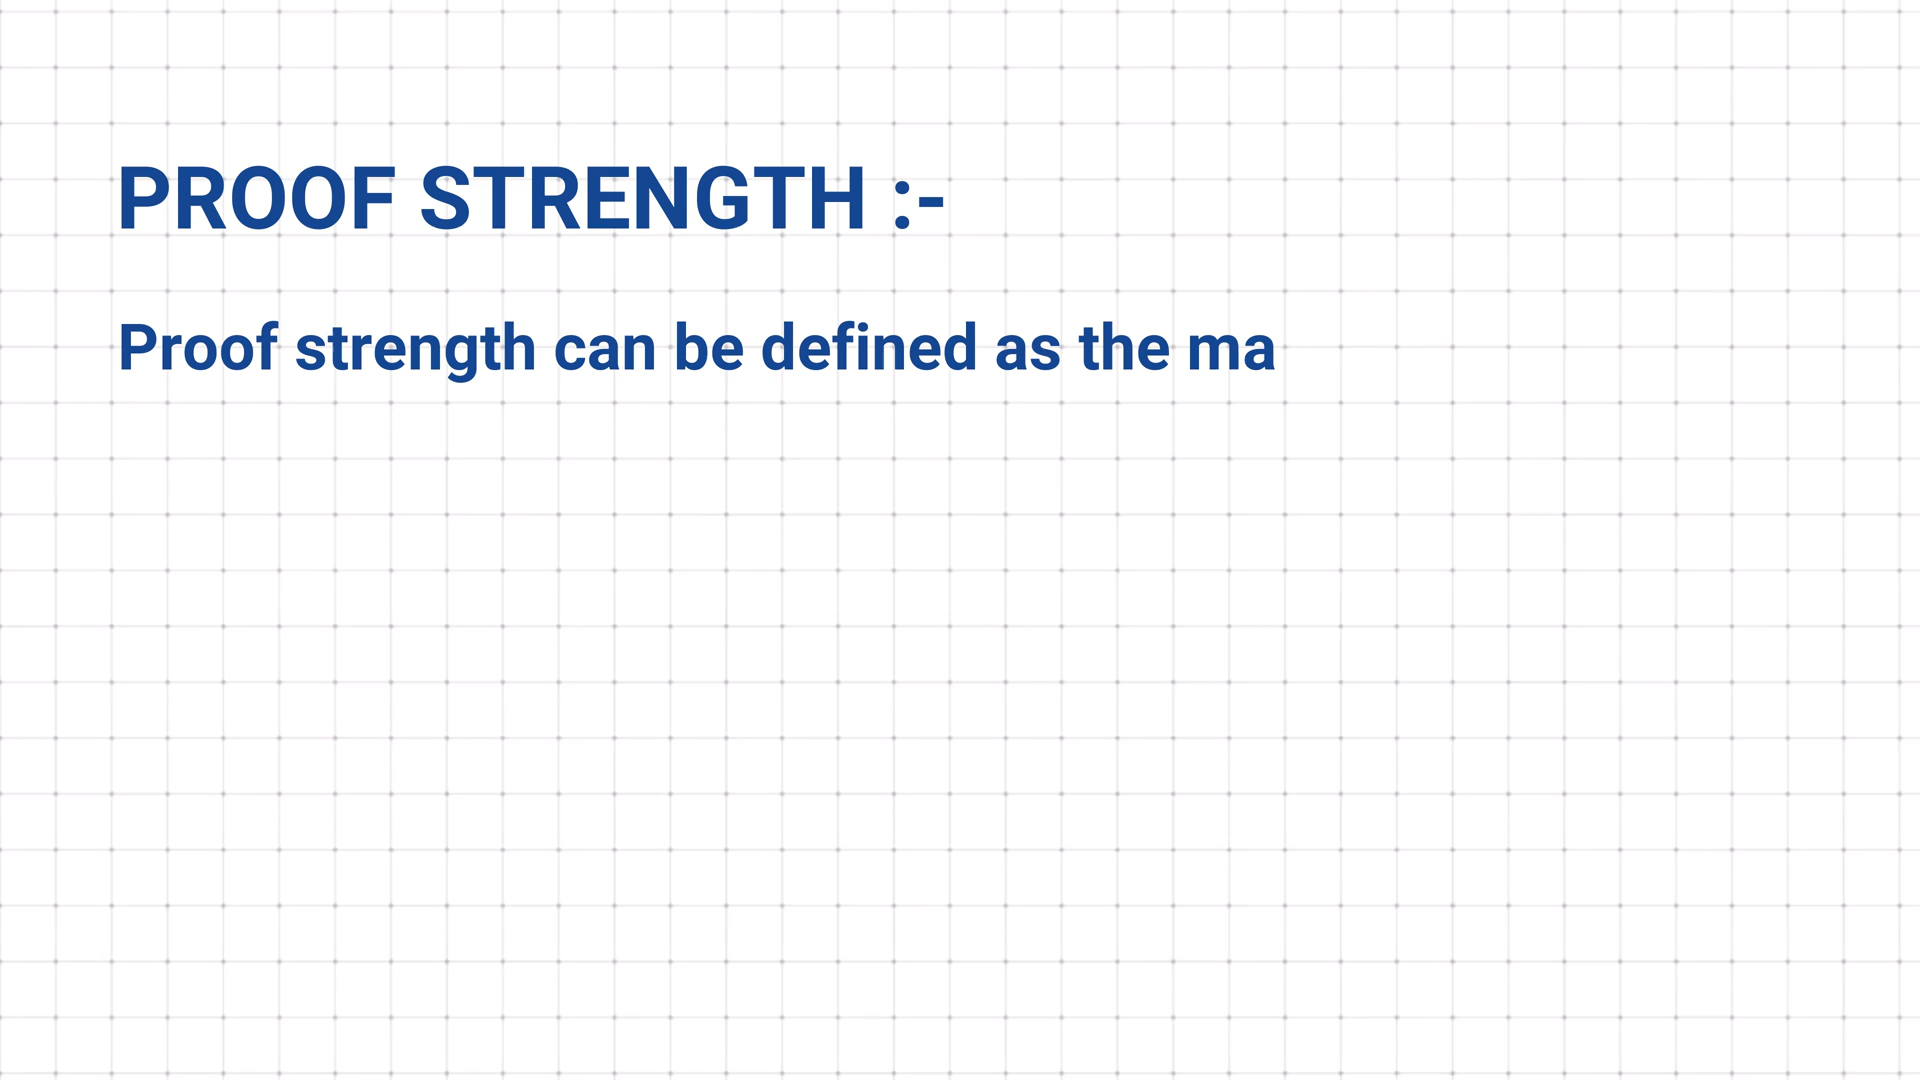 PROOF STRENGTH :-
Proof strength can be defined as the ma